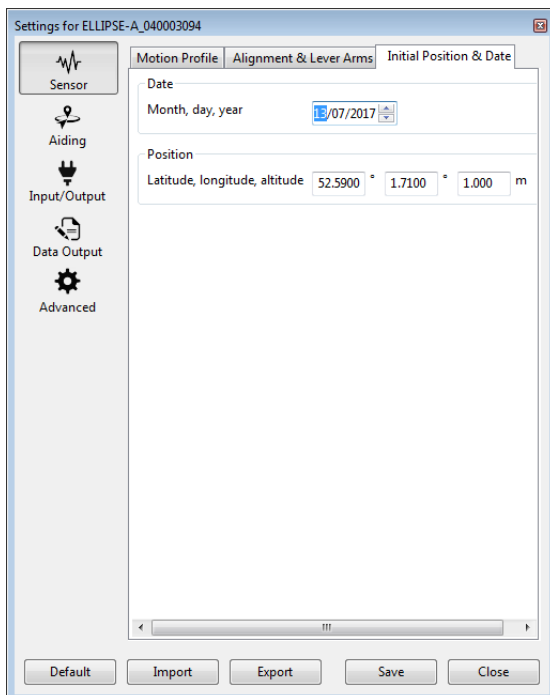 Settings for ELLIPSE-A_040003094
Sensor
Aiding
Input/Output
Data Output
Advanced
Motion Profile Alignment & Lever Arms Initial Position & Date
Date
Month, day, year 13/07/2017
Position
Latitude, longitude, altitude 52.5900 ° 1.7100 ° 1.000 m
Default Import Export Save Close